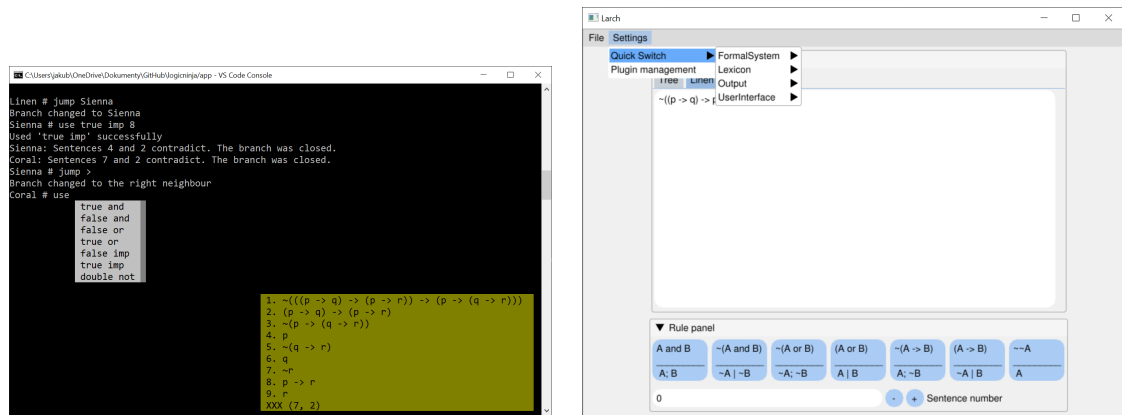 C:\Users\jakub\OneDrive\Dokumenty\GitHub\logicninja\app - VS Code Console
Linen # jump Sienna
Branch changed to Sienna
Sienna # use true imp 8
Used 'true imp' successfully
Sienna: Sentences 4 and 2 contradict. The branch was closed.
Coral: Sentences 7 and 2 contradict. The branch was closed.
Sienna # jump >
Branch changed to the right neighbour
Coral # use
true and
false and
false or
true or
false imp
true imp
double not
1. ~(((p -> q) -> (p -> r)) -> (p -> (q -> r)))
2. (p -> q) -> (p -> r)
3. ~(p -> (q -> r))
4. p
5. ~(q -> r)
6. q
7. ~r
8. p -> r
9. r
XXX (7, 2)
Larch
File Settings
Quick Switch ▶ FormalSystem ▶
Plugin management Lexicon ▶
Tree Linen Output ▶
~((p -> q) -> UserInterface ▶
▼ Rule panel
A and B ~(A and B) ~(A or B) (A or B) ~(A -> B) (A -> B) ~~A
A; B ~A | ~B ~A; ~B A | B A; ~B ~A | B A
0 - + Sentence number